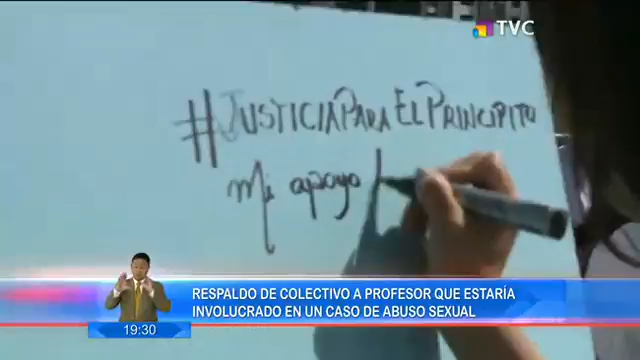 TVC
#JUSTICIAPARAELPRINCIPITO
Mi apoyo
RESPALDO DE COLECTIVO A PROFESOR QUE ESTARÍA
INVOLUCRADO EN UN CASO DE ABUSO SEXUAL
19:30